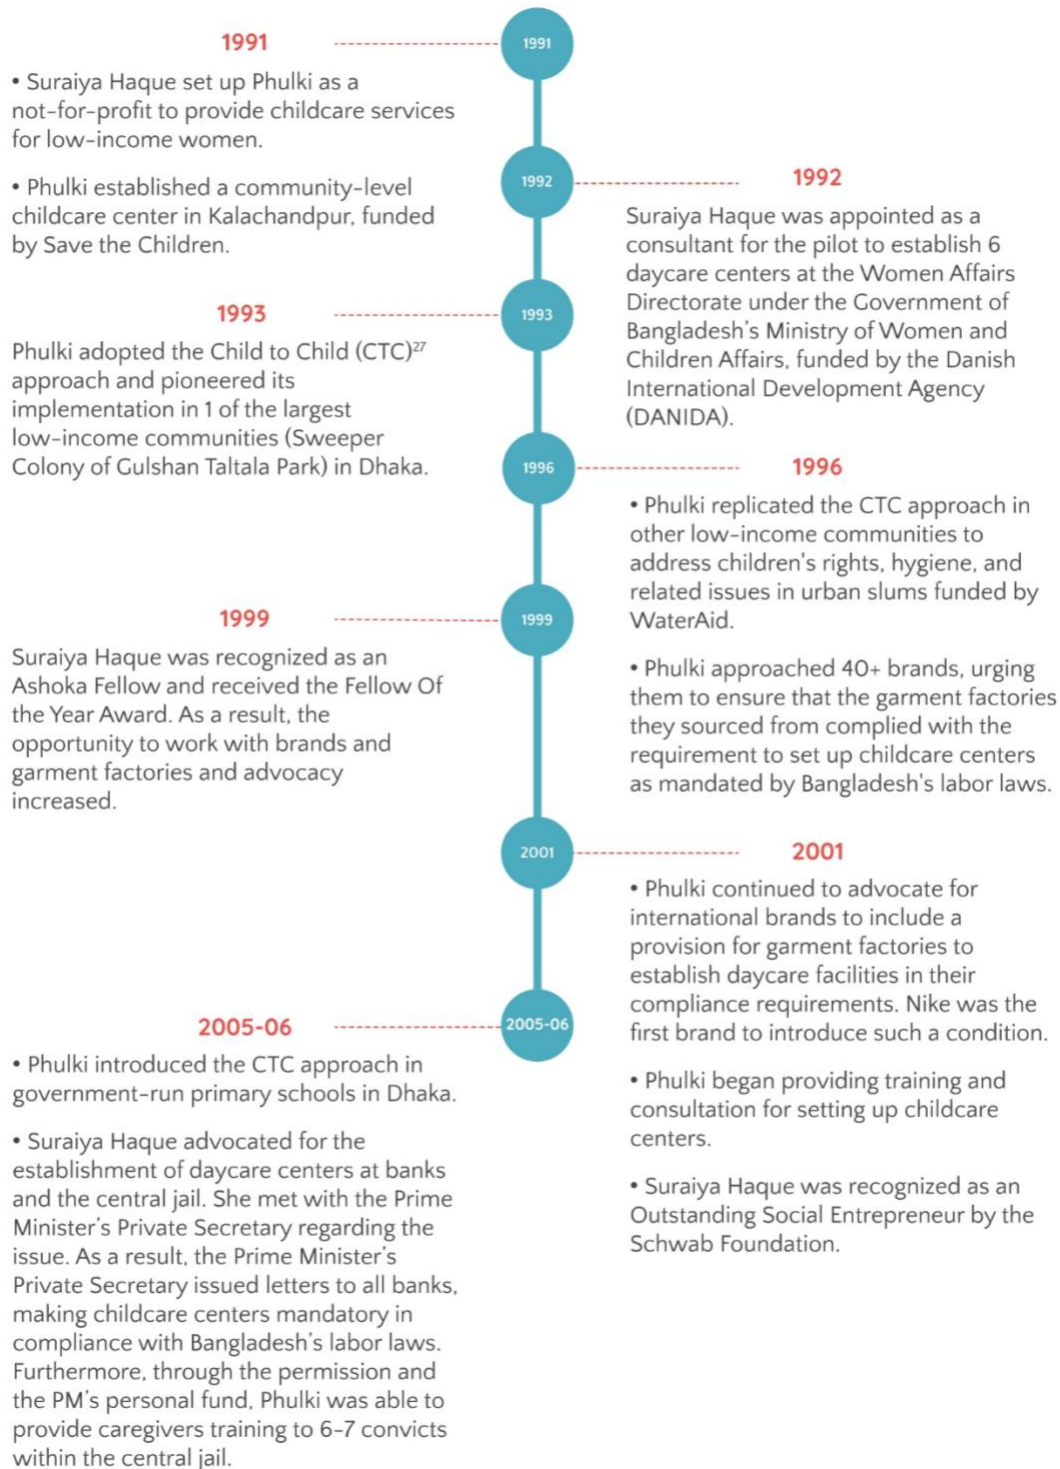 1991
1991
• Suraiya Haque set up Phulki as a
not-for-profit to provide childcare services
for low-income women.
• Phulki established a community-level
childcare center in Kalachandpur, funded
by Save the Children.
1992
1992
Suraiya Haque was appointed as a
consultant for the pilot to establish 6
daycare centers at the Women Affairs
Directorate under the Government of
Bangladesh's Ministry of Women and
Children Affairs, funded by the Danish
International Development Agency
(DANIDA).
1993
1993
Phulki adopted the Child to Child (CTC)²⁷
approach and pioneered its
implementation in 1 of the largest
low-income communities (Sweeper
Colony of Gulshan Taltala Park) in Dhaka.
1996
1996
• Phulki replicated the CTC approach in
other low-income communities to
address children's rights, hygiene, and
related issues in urban slums funded by
WaterAid.
• Phulki approached 40+ brands, urging
them to ensure that the garment factories
they sourced from complied with the
requirement to set up childcare centers
as mandated by Bangladesh's labor laws.
1999
1999
Suraiya Haque was recognized as an
Ashoka Fellow and received the Fellow Of
the Year Award. As a result, the
opportunity to work with brands and
garment factories and advocacy
increased.
2001
2001
• Phulki continued to advocate for
international brands to include a
provision for garment factories to
establish daycare facilities in their
compliance requirements. Nike was the
first brand to introduce such a condition.
• Phulki began providing training and
consultation for setting up childcare
centers.
• Suraiya Haque was recognized as an
Outstanding Social Entrepreneur by the
Schwab Foundation.
2005-06
2005-06
• Phulki introduced the CTC approach in
government-run primary schools in Dhaka.
• Suraiya Haque advocated for the
establishment of daycare centers at banks
and the central jail. She met with the Prime
Minister's Private Secretary regarding the
issue. As a result, the Prime Minister's
Private Secretary issued letters to all banks,
making childcare centers mandatory in
compliance with Bangladesh's labor laws.
Furthermore, through the permission and
the PM's personal fund, Phulki was able to
provide caregivers training to 6-7 convicts
within the central jail.